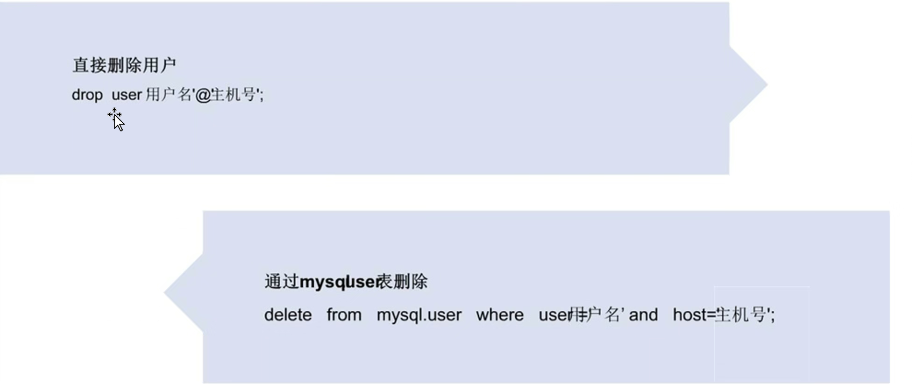 直接删除用户
drop user 用户名'@'主机号';
通过mysql.user表删除
delete from mysql.user where user='用户名' and host='主机号';